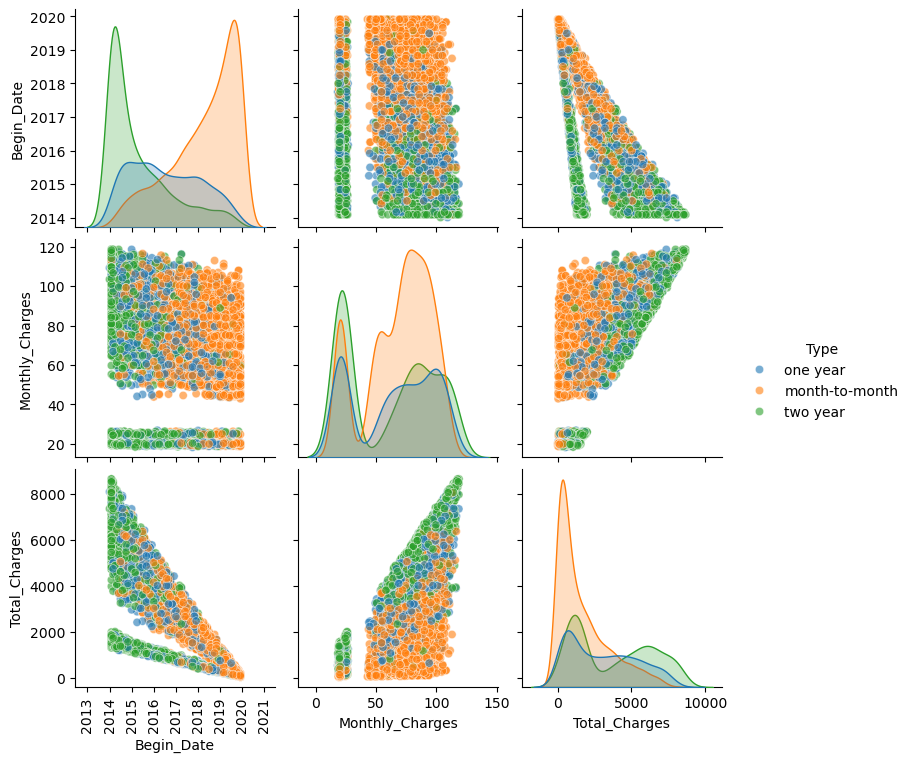 2020
2019
2018
2017
2016
2015
2014
Begin_Date
120
100
80
60
40
20
Monthly_Charges
8000
6000
4000
2000
0
Total_Charges
2013 2014 2015 2016 2017 2018 2019 2020 2021
Begin_Date
0 50 100 150
Monthly_Charges
0 5000 10000
Total_Charges
Type
one year
month-to-month
two year